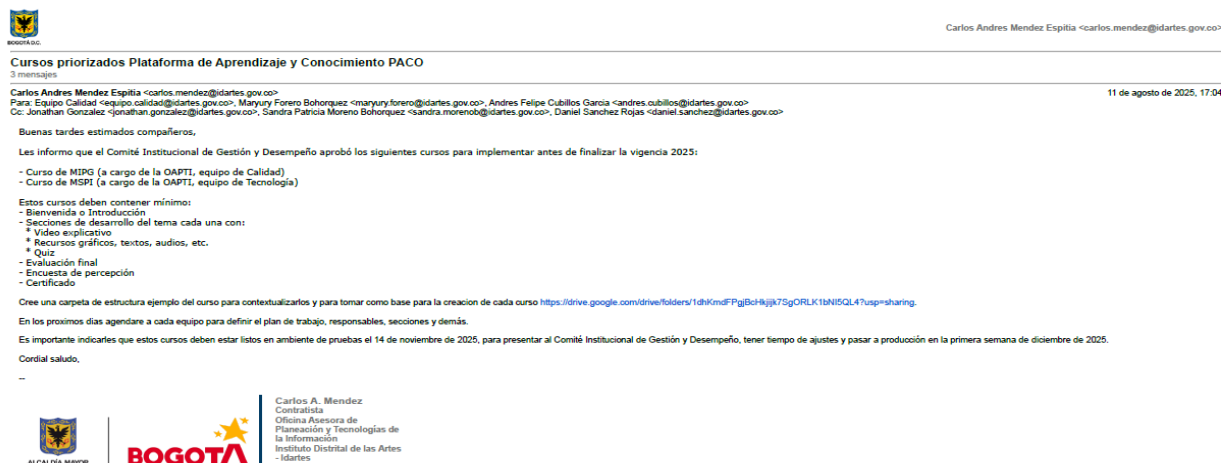 BOGOTÁ D.C.
Carlos Andres Mendez Espitia <carlos.mendez@idartes.gov.co>
Cursos priorizados Plataforma de Aprendizaje y Conocimiento PACO
3 mensajes
Carlos Andres Mendez Espitia <carlos.mendez@idartes.gov.co> 11 de agosto de 2025, 17:04
Para: Equipo Calidad <equipo.calidad@idartes.gov.co>, Maryury Forero Bohorquez <maryury.forero@idartes.gov.co>, Andres Felipe Cubillos Garcia <andres.cubillos@idartes.gov.co>
Cc: Jonathan Gonzalez <jonathan.gonzalez@idartes.gov.co>, Sandra Patricia Moreno Bohorquez <sandra.morenob@idartes.gov.co>, Daniel Sanchez Rojas <daniel.sanchez@idartes.gov.co>
Buenas tardes estimados compañeros,
Les informo que el Comité Institucional de Gestión y Desempeño aprobó los siguientes cursos para implementar antes de finalizar la vigencia 2025:
- Curso de MIPG (a cargo de la OAPTI, equipo de Calidad)
- Curso de MSPI (a cargo de la OAPTI, equipo de Tecnología)
Estos cursos deben contener mínimo:
- Bienvenida o Introducción
- Secciones de desarrollo del tema cada una con:
* Video explicativo
* Recursos gráficos, textos, audios, etc.
* Quiz
- Evaluación final
- Encuesta de percepción
- Certificado
Cree una carpeta de estructura ejemplo del curso para contextualizarlos y para tomar como base para la creacion de cada curso https://drive.google.com/drive/folders/1dhKmdFPgjBcHkjijk7SgORLK1bNI5QL4?usp=sharing.
En los proximos dias agendare a cada equipo para definir el plan de trabajo, responsables, secciones y demás.
Es importante indicarles que estos cursos deben estar listos en ambiente de pruebas el 14 de noviembre de 2025, para presentar al Comité Institucional de Gestión y Desempeño, tener tiempo de ajustes y pasar a producción en la primera semana de diciembre de 2025.
Cordial saludo,
--
Carlos A. Mendez
Contratista
Oficina Asesora de
Planeación y Tecnologías de
la Información
Instituto Distrital de las Artes
- Idartes
ALCALDÍA MAYOR
BOGOTÁ